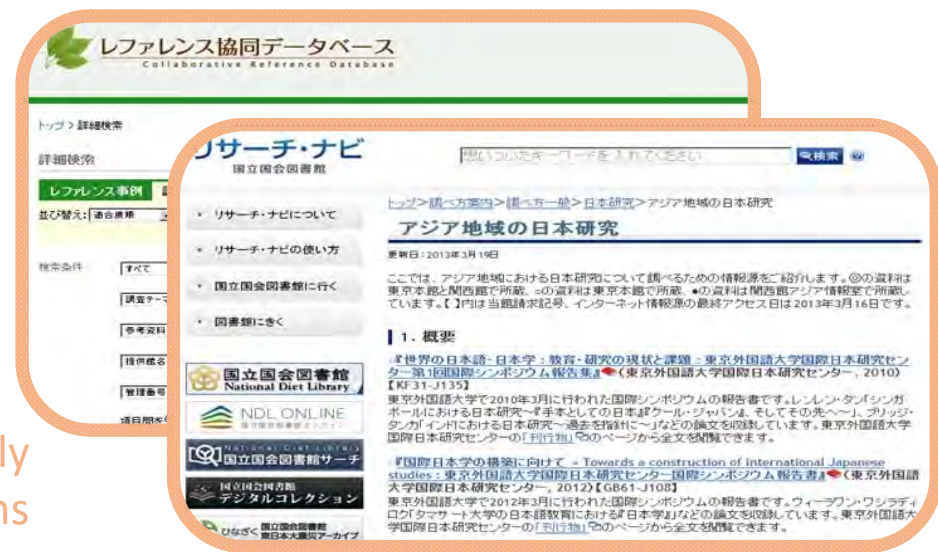 レファレンス協同データベース
Collaborative Reference Database
トップ > 詳細検索
詳細検索
レファレンス事例
並び替え: 適合度順
検索条件
すべて
調査テーマ
参考資料
提供館名
管理番号
ly
ns
リサーチ・ナビ
国立国会図書館
思いついたキーワードを入れてください
検索
・ リサーチ・ナビについて
・ リサーチ・ナビの使い方
・ 国立国会図書館に行く
・ 図書館にきく
国立国会図書館
National Diet Library
NDL ONLINE
国立国会図書館オンライン
National Diet Library
国立国会図書館サーチ
国立国会図書館
デジタルコレクション
ひなぎく 国立国会図書館
東日本大震災アーカイブ
トップ>調べ方案内>調べ方一般>日本研究>アジア地域の日本研究
アジア地域の日本研究
更新日:2013年3月19日
ここでは、アジア地域における日本研究について調べるための情報源をご紹介します。◎の資料は
東京本館と関西館で所蔵、○の資料は東京本館で所蔵、●の資料は関西館アジア情報室で所蔵し
ています。【 】内は当館請求記号、インターネット情報源の最終アクセス日は2013年3月16日です。
1. 概要
『世界の日本語・日本学 : 教育・研究の現状と課題 : 東京外国語大学国際日本研究セン
ター第1回国際シンポジウム報告集』(東京外国語大学国際日本研究センター, 2010)
【KF31-J135】
東京外国語大学で2010年3月に行われた国際シンポジウムの報告書です。レンレン・タン「シンガ
ポールにおける日本研究～『手本としての日本』『クール・ジャパン』、そしてその先へ～」、ブリッジ・
タンカ「インドにおける日本研究～過去を指針に～」などの論文を収録しています。東京外国語大学
国際日本研究センターの「刊行物」のページから全文を閲覧できます。
『国際日本学の構築に向けて = Towards a construction of international Japanese
studies : 東京外国語大学国際日本研究センター国際シンポジウム報告書』(東京外国語
大学国際日本研究センター, 2012)【GB61-J108】
東京外国語大学で2012年3月に行われた国際シンポジウムの報告書です。ウィーラワン・ワシラディ
ロク「タマサート大学の日本語教育における『日本学』」などの論文を収録しています。東京外国語大
学国際日本研究センターの「刊行物」のページから全文を閲覧できます。